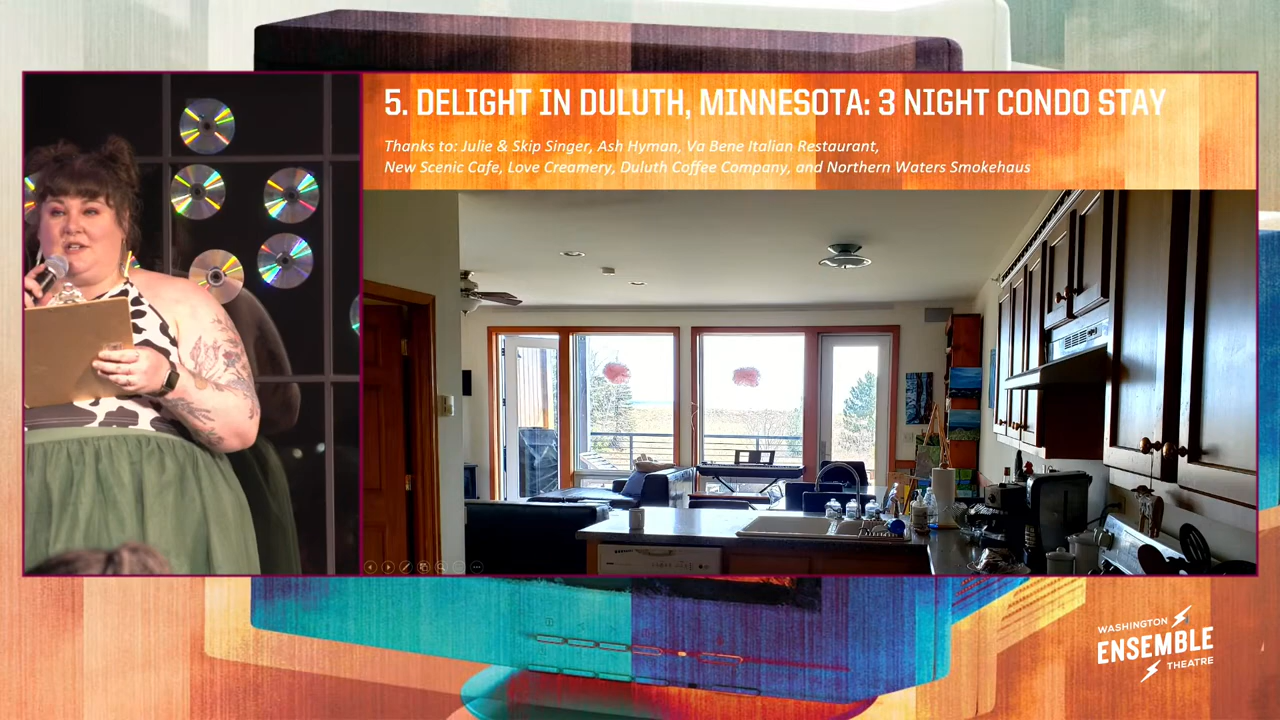 5. DELIGHT IN DULUTH, MINNESOTA: 3 NIGHT CONDO STAY
Thanks to: Julie & Skip Singer, Ash Hyman, Va Bene Italian Restaurant,
New Scenic Cafe, Love Creamery, Duluth Coffee Company, and Northern Waters Smokehaus
WASHINGTON
ENSEMBLE
THEATRE